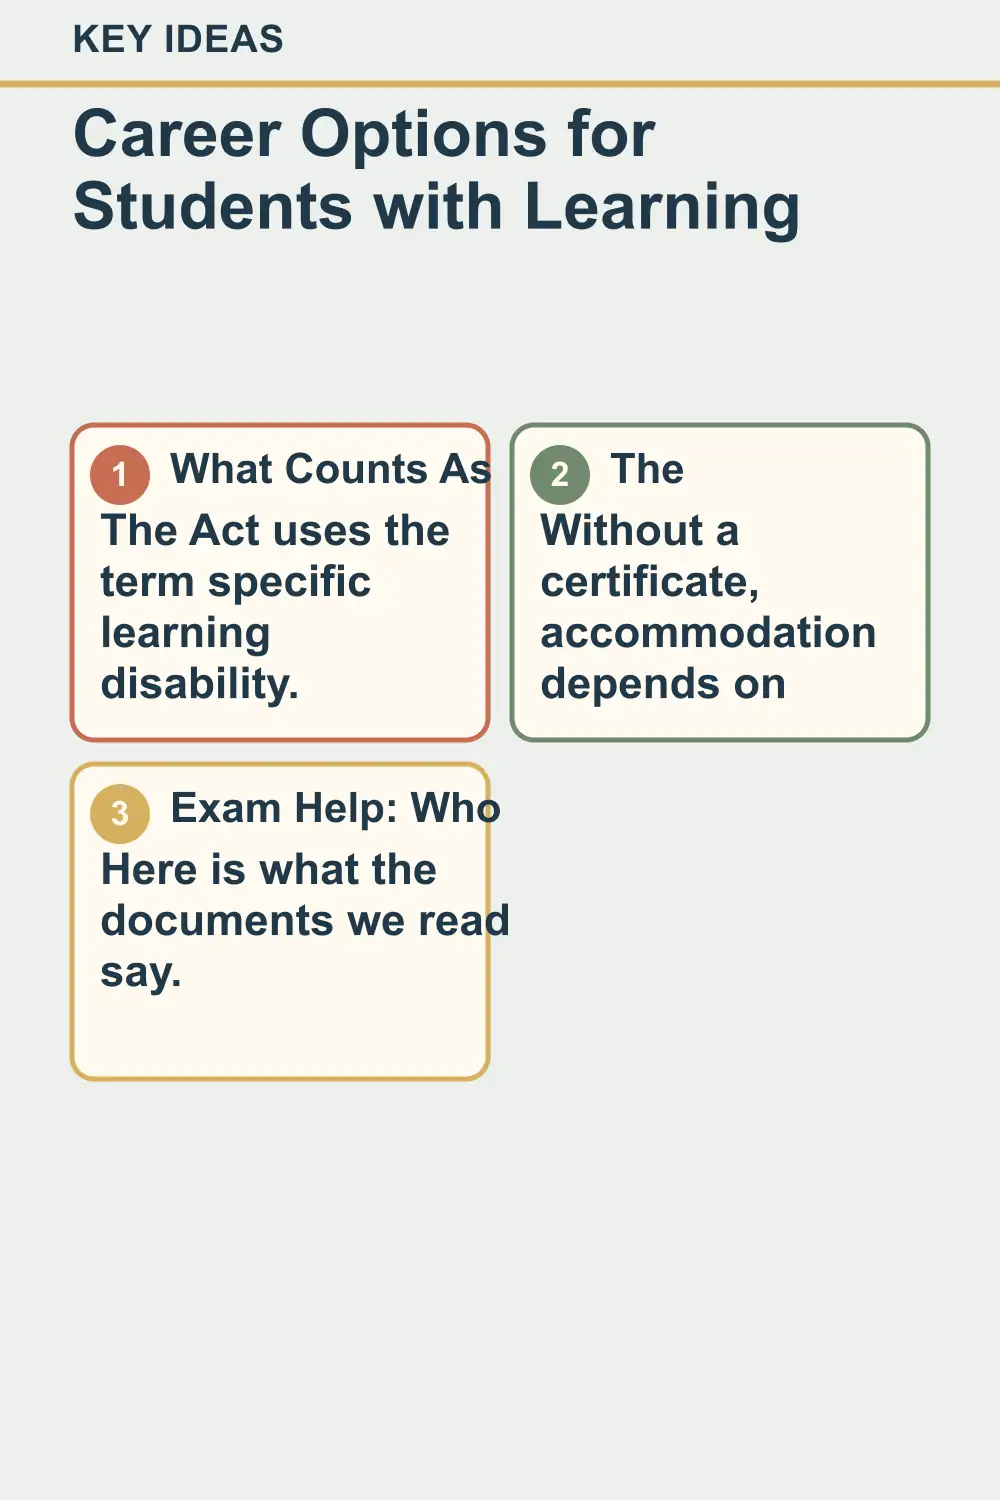 KEY IDEAS
Career Options for
Students with Learning
1 What Counts As
The Act uses the
term specific
learning
disability.
2 The
Without a
certificate,
accommodation
depends on
3 Exam Help: Who
Here is what the
documents we read
say.